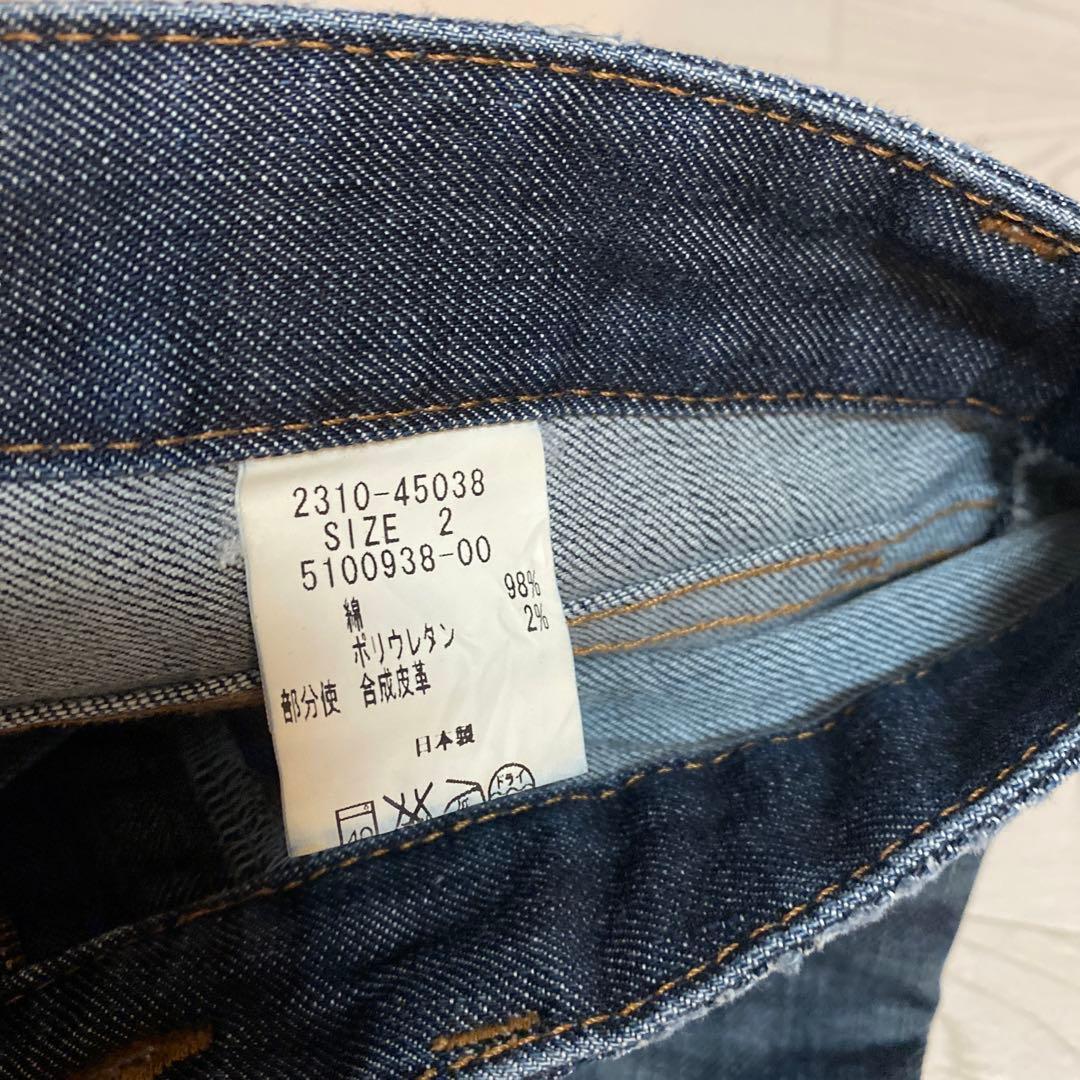 2310-45038
SIZE 2
5100938-00
綿 98%
ポリウレタン 2%
部分使 合成皮革
日本製
40
ドライ